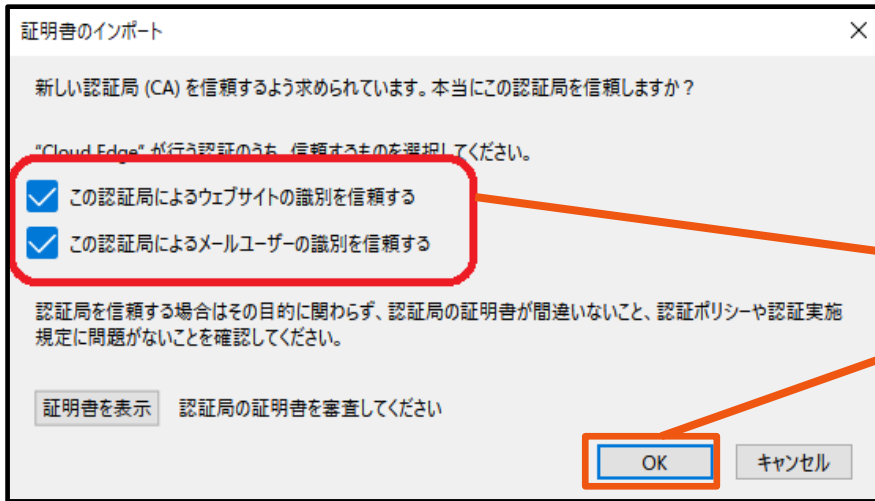 証明書のインポート
新しい認証局 (CA) を信頼するよう求められています。本当にこの認証局を信頼しますか？
“Cloud Edge” が行う認証のうち、信頼するものを選択してください。
この認証局によるウェブサイトの識別を信頼する
この認証局によるメールユーザーの識別を信頼する
認証局を信頼する場合はその目的に関わらず、認証局の証明書が間違いないこと、認証ポリシーや認証実施
規定に問題がないことを確認してください。
証明書を表示 認証局の証明書を審査してください
OK キャンセル